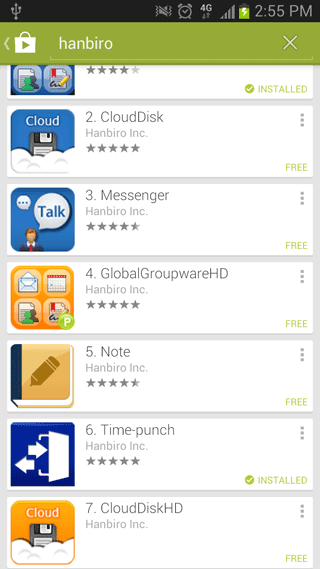 4G
2:55 PM
hanbiro
INSTALLED
Cloud
2. CloudDisk
Hanbiro Inc.
FREE
Talk
3. Messenger
Hanbiro Inc.
FREE
P
4. GlobalGroupwareHD
Hanbiro Inc.
FREE
5. Note
Hanbiro Inc.
FREE
6. Time-punch
Hanbiro Inc.
INSTALLED
Cloud
7. CloudDiskHD
Hanbiro Inc.
FREE